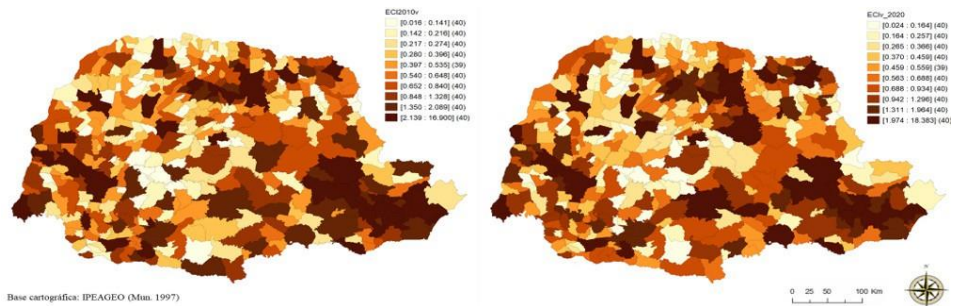 ECI2010v
[0.016 : 0.141] (40)
[0.142 : 0.216] (40)
[0.217 : 0.274] (40)
[0.280 : 0.396] (40)
[0.397 : 0.535] (39)
[0.540 : 0.648] (40)
[0.652 : 0.840] (40)
[0.848 : 1.328] (40)
[1.350 : 2.089] (40)
[2.139 : 16.900] (40)
ECIv_2020
[0.024 : 0.164] (40)
[0.164 : 0.257] (40)
[0.265 : 0.366] (40)
[0.370 : 0.459] (40)
[0.459 : 0.559] (39)
[0.563 : 0.688] (40)
[0.688 : 0.934] (40)
[0.942 : 1.296] (40)
[1.311 : 1.964] (40)
[1.974 : 18.383] (40)
Base cartográfica: IPEAGEO (Mun. 1997)
0 25 50 100 Km